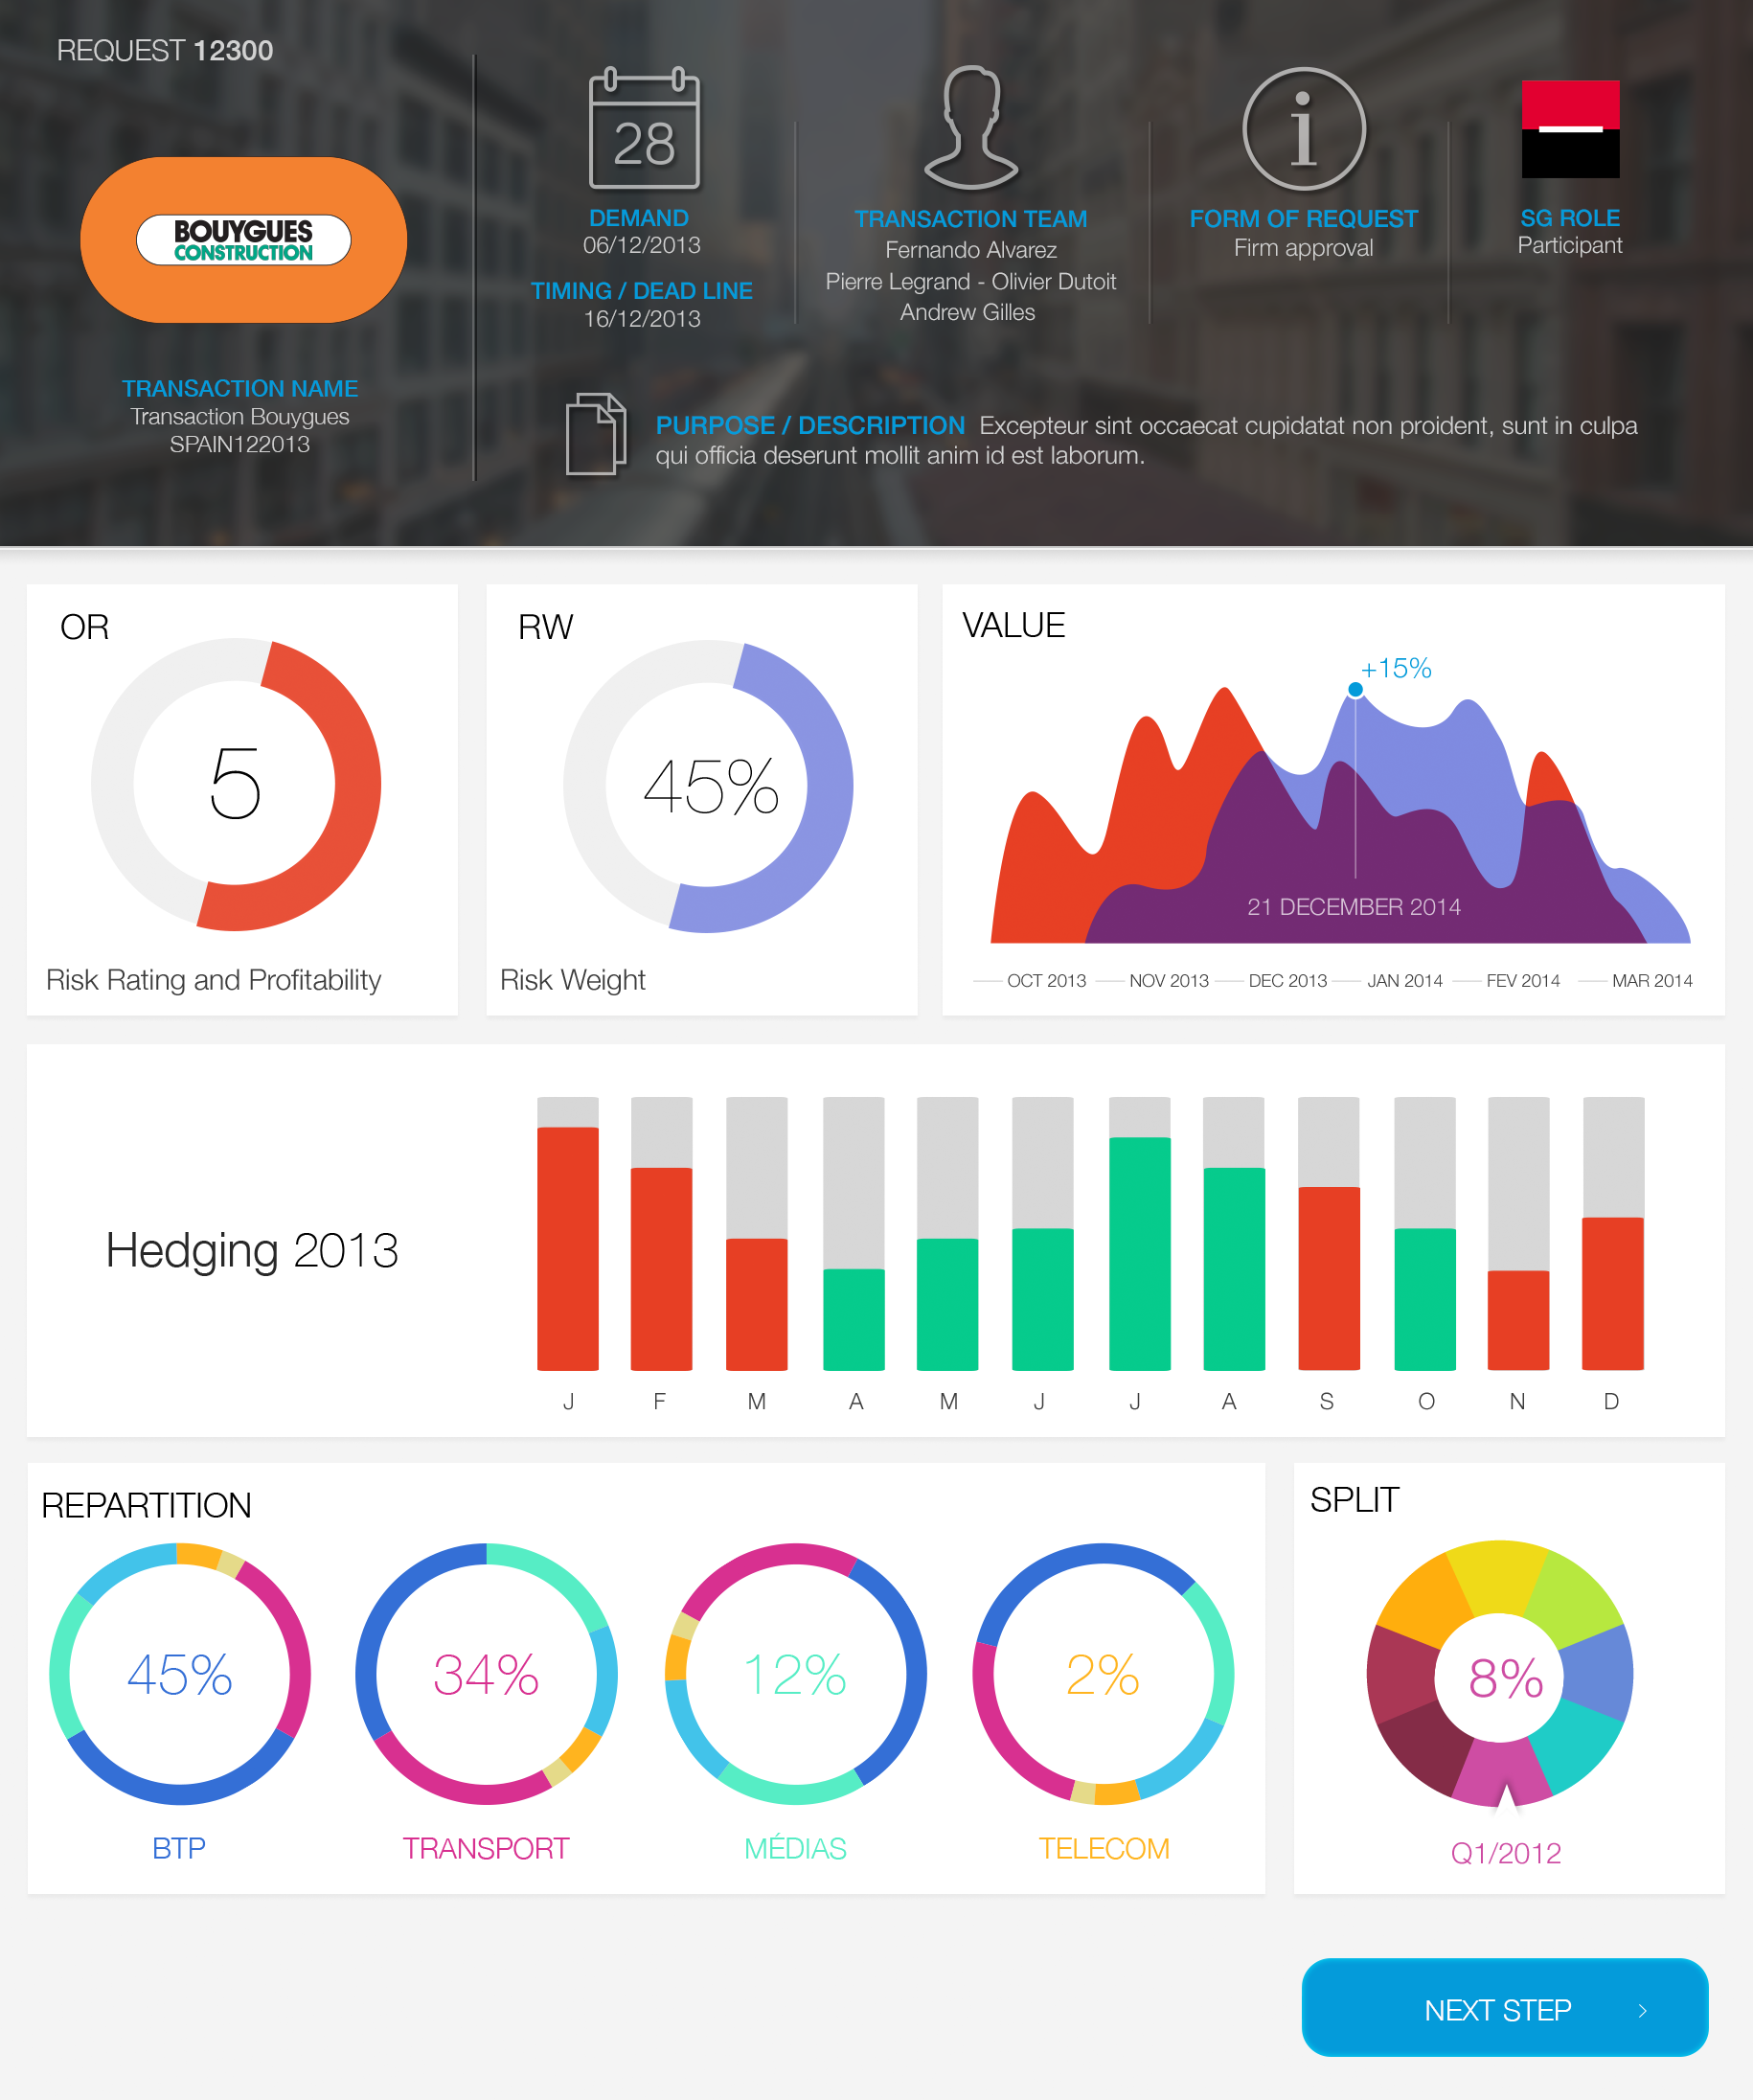 REQUEST 12300
BOUYGUES
CONSTRUCTION
TRANSACTION NAME
Transaction Bouygues
SPAIN122013
28
DEMAND
06/12/2013
TIMING / DEAD LINE
16/12/2013
TRANSACTION TEAM
Fernando Alvarez
Pierre Legrand - Olivier Dutoit
Andrew Gilles
i
FORM OF REQUEST
Firm approval
SG ROLE
Participant
PURPOSE / DESCRIPTION Excepteur sint occaecat cupidatat non proident, sunt in culpa
qui officia deserunt mollit anim id est laborum.
OR
5
Risk Rating and Profitability
RW
45%
Risk Weight
VALUE
+15%
21 DECEMBER 2014
OCT 2013 NOV 2013 DEC 2013 JAN 2014 FEV 2014 MAR 2014
Hedging 2013
J F M A M J J A S O N D
REPARTITION
45% 34% 12% 2%
BTP TRANSPORT MÉDIAS TELECOM
SPLIT
8%
Q1/2012
NEXT STEP >